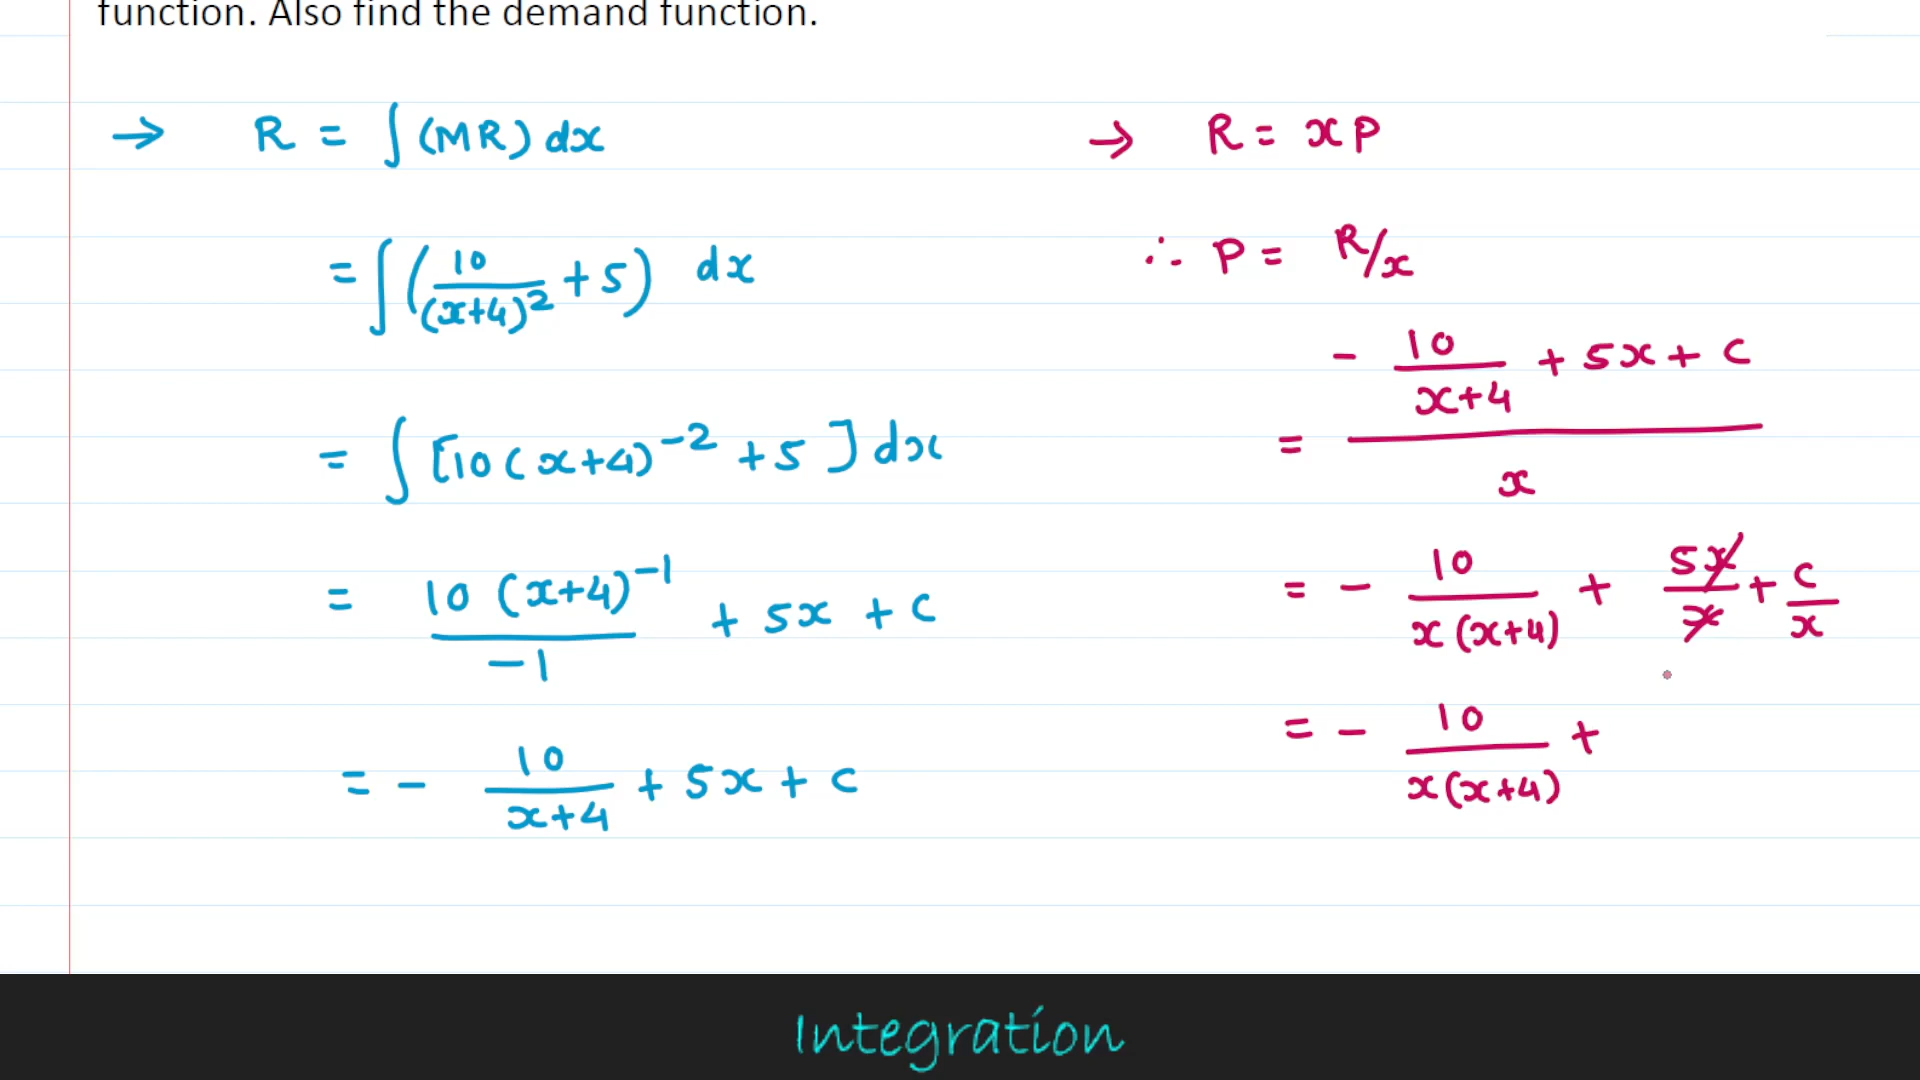 function. Also find the demand function.
→ R = ∫ (MR) dx
= ∫ (10/(x+4)² + 5) dx
= ∫ [10 (x+4)⁻² + 5] dx
= 10 (x+4)⁻¹/−1 + 5x + c
= − 10/x+4 + 5x + c
→ R = x P
∴ P = R/x
= − 10/x+4 + 5x + c / x
= − 10/x(x+4) + 5x/x + c/x
= − 10/x(x+4) +
Integration